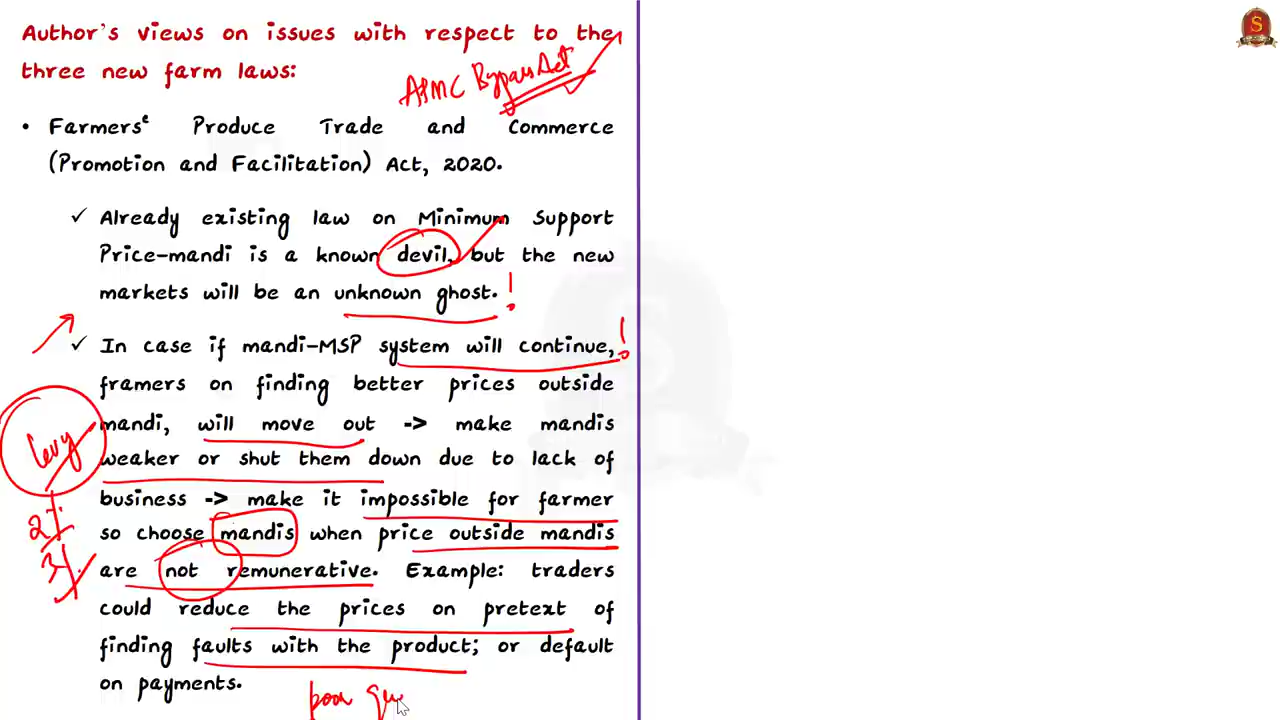 Author's views on issues with respect to the
three new farm laws:
APMC Bypass Act
• Farmers' Produce Trade and Commerce
(Promotion and Facilitation) Act, 2020.
✓ Already existing law on Minimum Support
Price-mandi is a known devil, but the new
markets will be an unknown ghost. !
✓ In case if mandi-MSP system will continue, !
framers on finding better prices outside
mandi, will move out -> make mandis
Levy
weaker or shut them down due to lack of
business -> make it impossible for farmer
2%
so choose mandis when price outside mandis
3%
are not remunerative. Example: traders
could reduce the prices on pretext of
finding faults with the product; or default
on payments.
poor
S